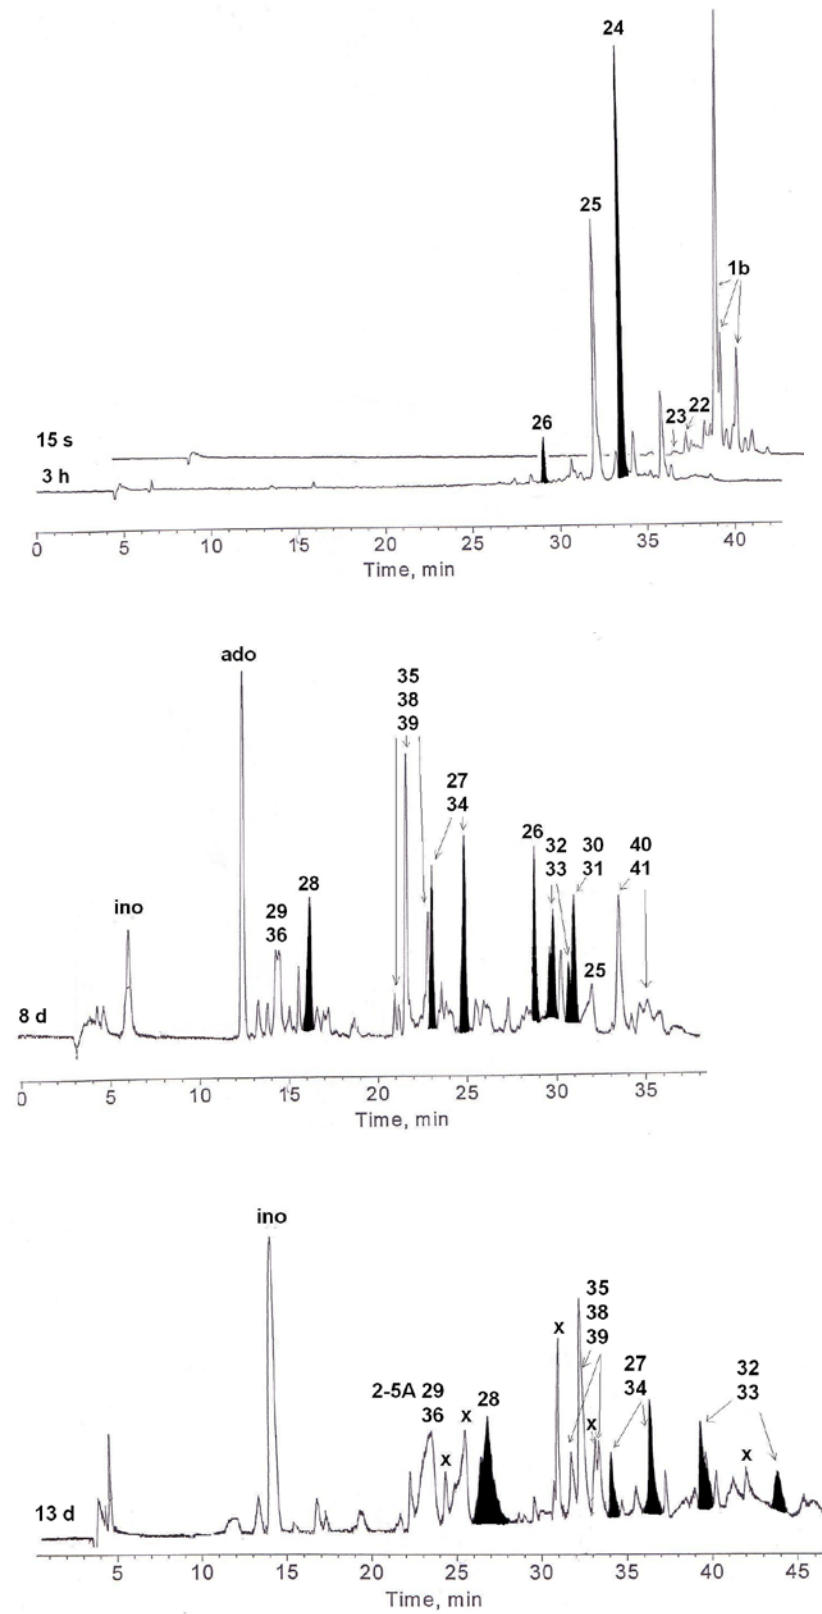 24
25
1b
26
23
22
15 s
3 h
0 5 10 15 20 25 30 35 40
Time, min
ado
35
38
39
27
34
26
32
33
30
31
40
41
28
29
36
ino
25
8 d
0 5 10 15 20 25 30 35
Time, min
ino
35
38
39
x
27
34
32
33
2-5A 29
36
x
28
x
x
x
13 d
5 10 15 20 25 30 35 40 45
Time, min